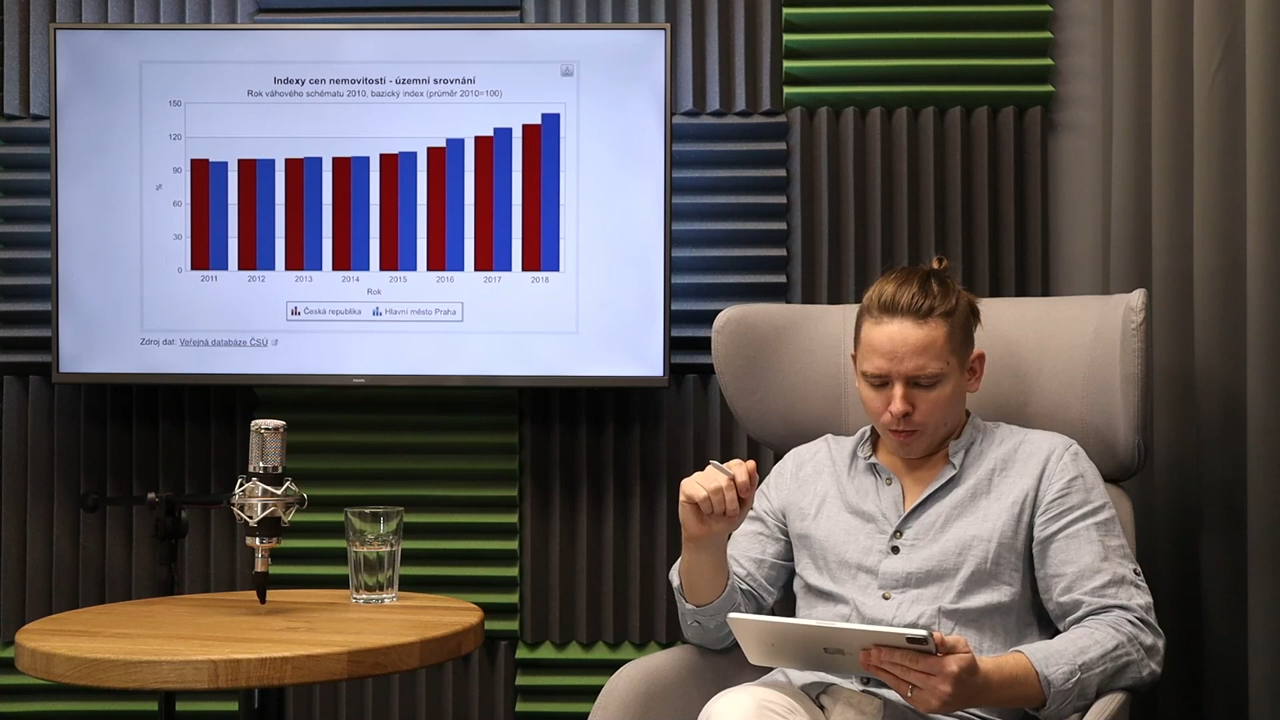 Indexy cen nemovitostí - územní srovnání
Rok váhového schématu 2010, bazický index (průměr 2010=100)
150
120
90
60
30
0
%
2011 2012 2013 2014 2015 2016 2017 2018
Rok
Česká republika Hlavní město Praha
Zdroj dat: Veřejná databáze ČSÚ
PHILIPS